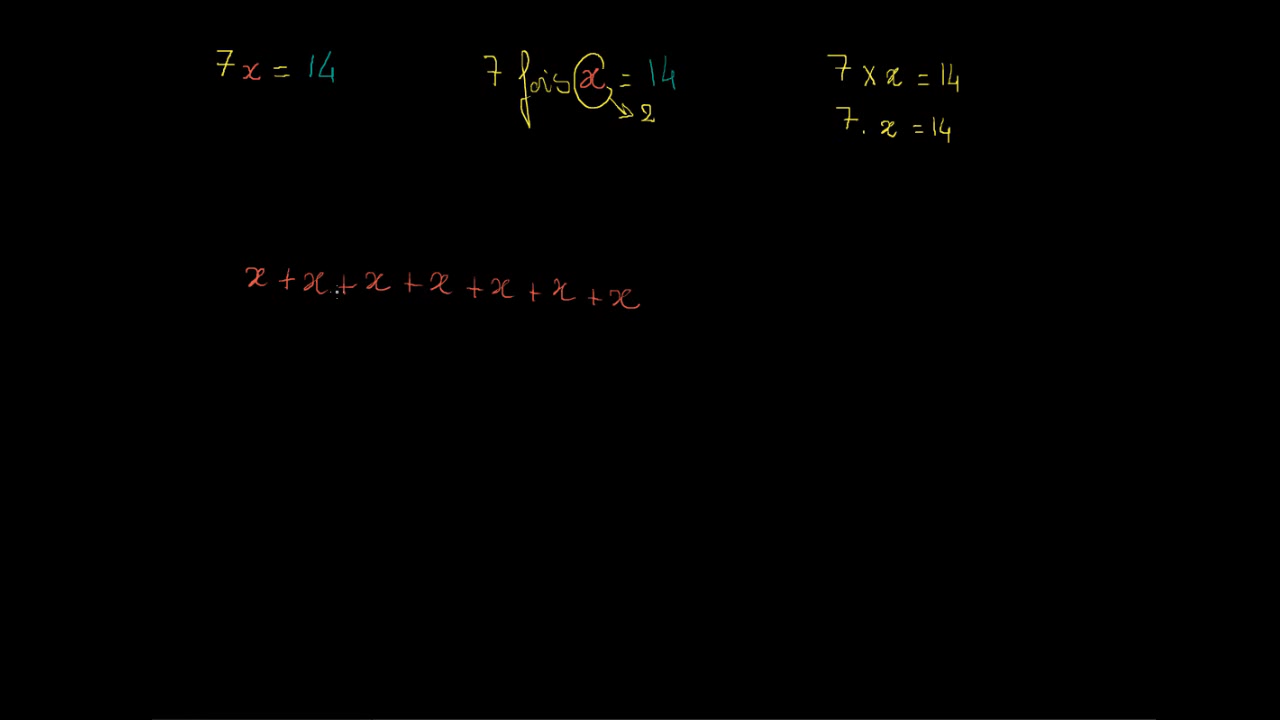 7x = 14
7 fois x = 14
2
7 × x = 14
7. x = 14
x + x + x + x + x + x + x